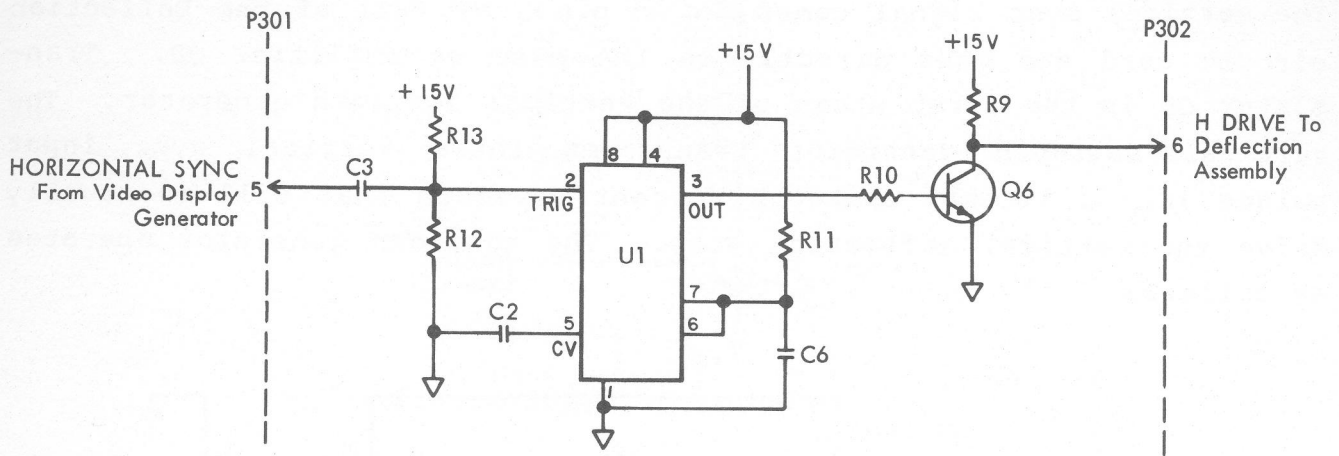 P301
P302
+15V
+15V
+15V
R13
R9
8
4
HORIZONTAL SYNC
From Video Display
Generator
5
C3
2
TRIG
3
OUT
R10
Q6
6
H DRIVE To
Deflection
Assembly
R12
U1
R11
7
6
C2
5
CV
C6
1